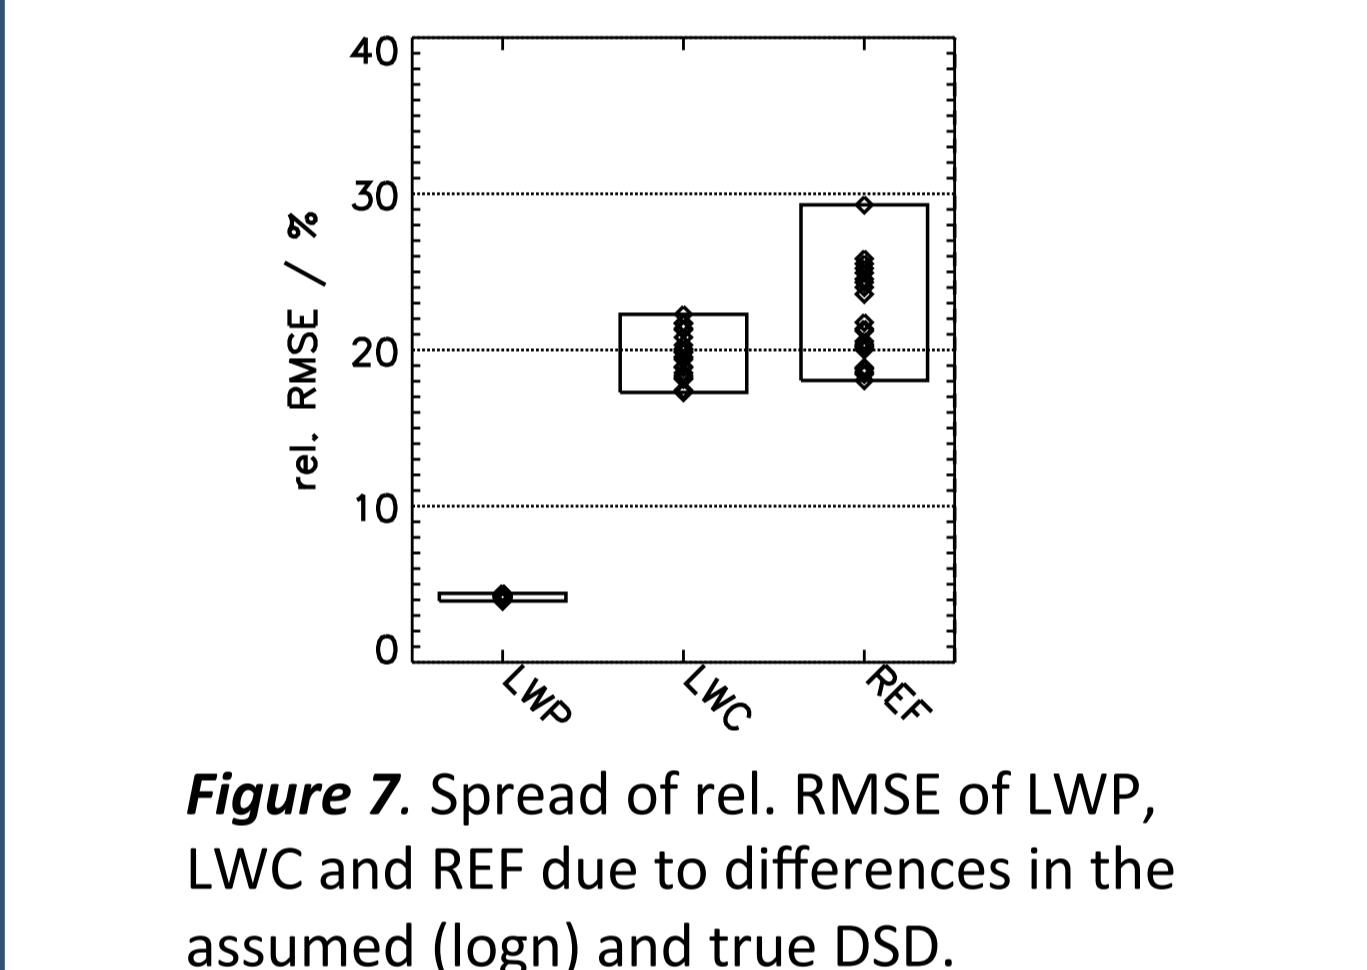 40
30
20
10
0
rel. RMSE / %
LWP
LWC
REF
Figure 7. Spread of rel. RMSE of LWP,
LWC and REF due to differences in the
assumed (logn) and true DSD.